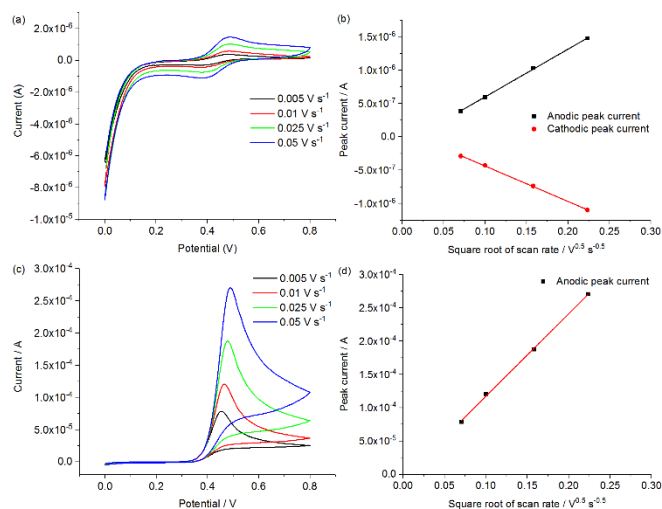 (a)
2.0x10⁻⁶
0.0
-2.0x10⁻⁶
-4.0x10⁻⁶
-6.0x10⁻⁶
-8.0x10⁻⁶
-1.0x10⁻⁵
Current (A)
0.005 V s⁻¹
0.01 V s⁻¹
0.025 V s⁻¹
0.05 V s⁻¹
0.0 0.2 0.4 0.6 0.8
Potential (V)
(b)
1.5x10⁻⁶
1.0x10⁻⁶
5.0x10⁻⁷
0.0
-5.0x10⁻⁷
-1.0x10⁻⁶
Peak current / A
Anodic peak current
Cathodic peak current
0.00 0.05 0.10 0.15 0.20 0.25
Square root of scan rate / V⁰·⁵ s⁻⁰·⁵
(c)
3.0x10⁻⁴
2.5x10⁻⁴
2.0x10⁻⁴
1.5x10⁻⁴
1.0x10⁻⁴
5.0x10⁻⁵
0.0
Current / A
0.005 V s⁻¹
0.01 V s⁻¹
0.025 V s⁻¹
0.05 V s⁻¹
0.0 0.2 0.4 0.6 0.8
Potential / V
(d)
3.0x10⁻⁴
2.5x10⁻⁴
2.0x10⁻⁴
1.5x10⁻⁴
1.0x10⁻⁴
5.0x10⁻⁵
0.0
Peak current / A
Anodic peak current
0.00 0.05 0.10 0.15 0.20 0.25
Square root of scan rate / V⁰·⁵ s⁻⁰·⁵